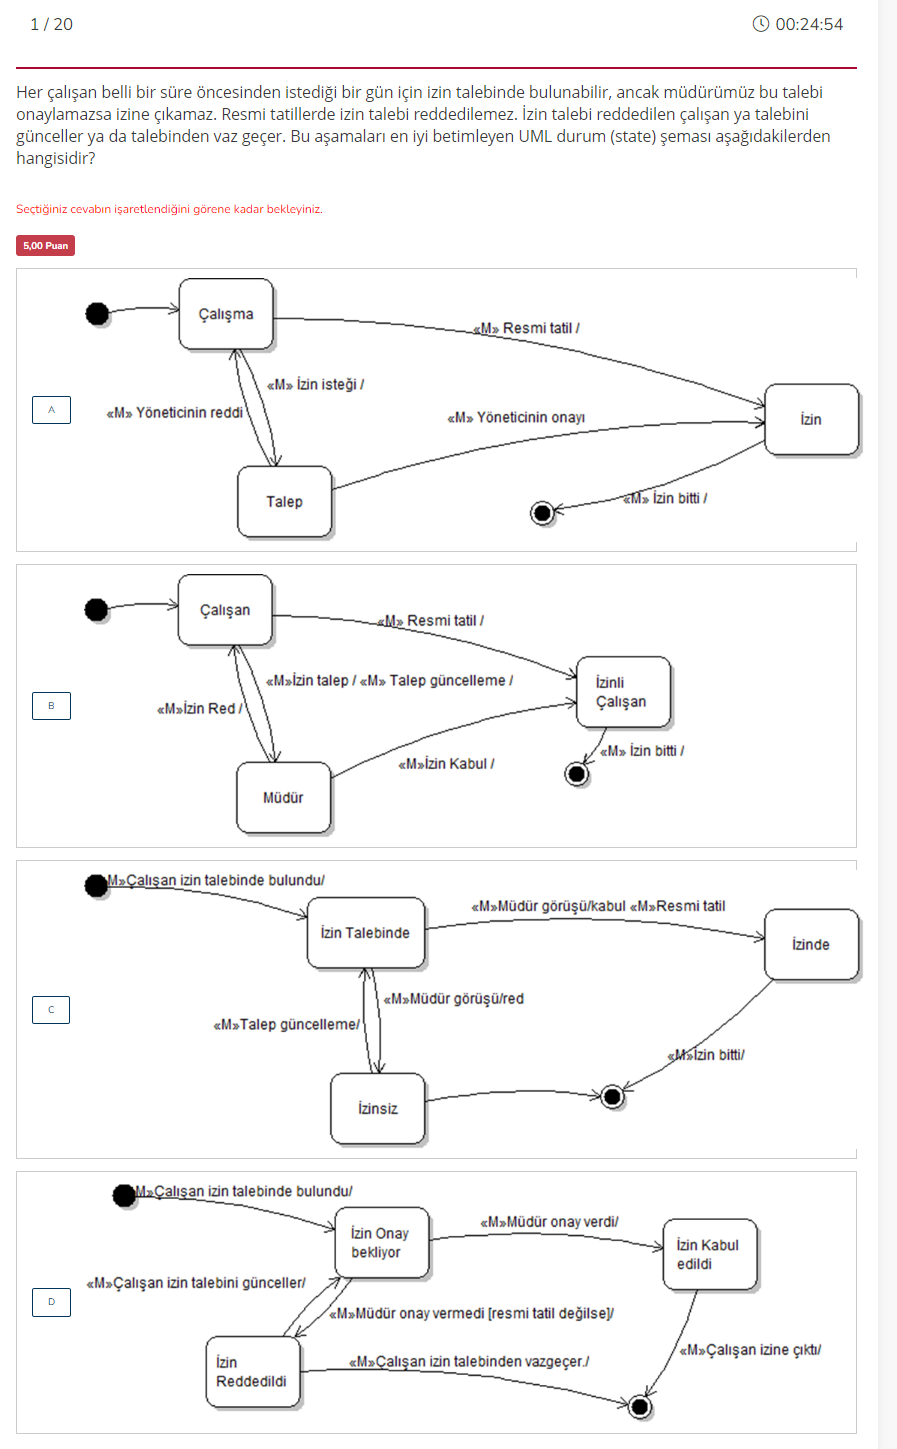 1 / 20
00:24:54
Her çalışan belli bir süre öncesinden istediği bir gün için izin talebinde bulunabilir, ancak müdürümüz bu talebi
onaylamazsa izine çıkamaz. Resmi tatillerde izin talebi reddedilemez. İzin talebi reddedilen çalışan ya talebini
günceller ya da talebinden vaz geçer. Bu aşamaları en iyi betimleyen UML durum (state) şeması aşağıdakilerden
hangisidir?
Seçtiğiniz cevabın işaretlendiğini görene kadar bekleyiniz.
5,00 Puan
Çalışma
«M» Resmi tatil /
«M» İzin isteği /
A
«M» Yöneticinin reddi
«M» Yöneticinin onayı
İzin
Talep
«M» İzin bitti /
Çalışan
«M» Resmi tatil /
«M»İzin talep / «M» Talep güncelleme /
İzinli
Çalışan
B
«M»İzin Red /
«M» İzin bitti /
«M»İzin Kabul /
Müdür
M»Çalışan izin talebinde bulundu/
«M»Müdür görüşü/kabul «M»Resmi tatil
İzin Talebinde
İzinde
«M»Müdür görüşü/red
C
«M»Talep güncelleme/
«M»İzin bitti/
İzinsiz
M»Çalışan izin talebinde bulundu/
«M»Müdür onay verdi/
İzin Onay
bekliyor
İzin Kabul
edildi
«M»Çalışan izin talebini günceller/
D
«M»Müdür onay vermedi [resmi tatil değilse]/
«M»Çalışan izine çıktı/
İzin
Reddedildi
«M»Çalışan izin talebinden vazgeçer./